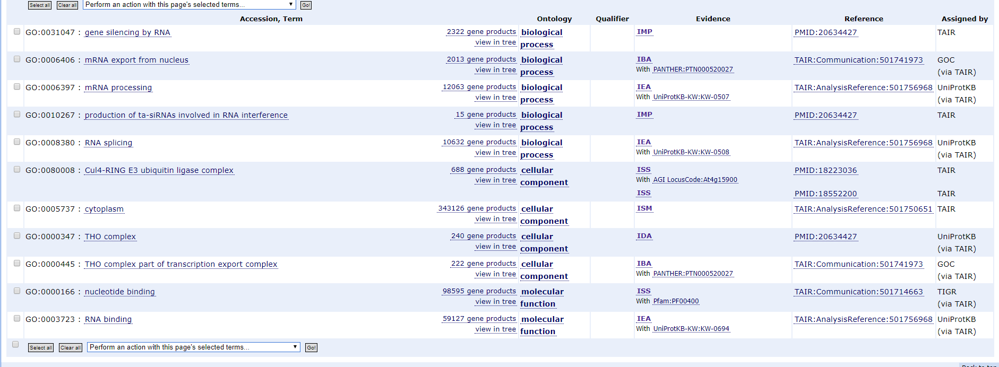 Select all Clear all Perform an action with this page's selected terms... Go!
Accession, Term Ontology Qualifier Evidence Reference Assigned by
GO:0031047 : gene silencing by RNA 2322 gene products biological IMP PMID:20634427 TAIR
view in tree process
GO:0006406 : mRNA export from nucleus 2013 gene products biological IBA TAIR:Communication:501741973 GOC
view in tree process With PANTHER:PTN000520027 (via TAIR)
GO:0006397 : mRNA processing 12063 gene products biological IEA TAIR:AnalysisReference:501756968 UniProtKB
view in tree process With UniProtKB-KW:KW-0507 (via TAIR)
GO:0010267 : production of ta-siRNAs involved in RNA interference 15 gene products biological IMP PMID:20634427 TAIR
view in tree process
GO:0008380 : RNA splicing 10632 gene products biological IEA TAIR:AnalysisReference:501756968 UniProtKB
view in tree process With UniProtKB-KW:KW-0508 (via TAIR)
GO:0080008 : Cul4-RING E3 ubiquitin ligase complex 688 gene products cellular ISS PMID:18223036 TAIR
view in tree component With AGI LocusCode:At4g15900
ISS PMID:18552200 TAIR
GO:0005737 : cytoplasm 343126 gene products cellular ISM TAIR:AnalysisReference:501750651 TAIR
view in tree component
GO:0000347 : THO complex 240 gene products cellular IDA PMID:20634427 UniProtKB
view in tree component (via TAIR)
GO:0000445 : THO complex part of transcription export complex 222 gene products cellular IBA TAIR:Communication:501741973 GOC
view in tree component With PANTHER:PTN000520027 (via TAIR)
GO:0000166 : nucleotide binding 98595 gene products molecular ISS TAIR:Communication:501714663 TIGR
view in tree function With Pfam:PF00400 (via TAIR)
GO:0003723 : RNA binding 59127 gene products molecular IEA TAIR:AnalysisReference:501756968 UniProtKB
view in tree function With UniProtKB-KW:KW-0694 (via TAIR)
Select all Clear all Perform an action with this page's selected terms... Go!
Back to top